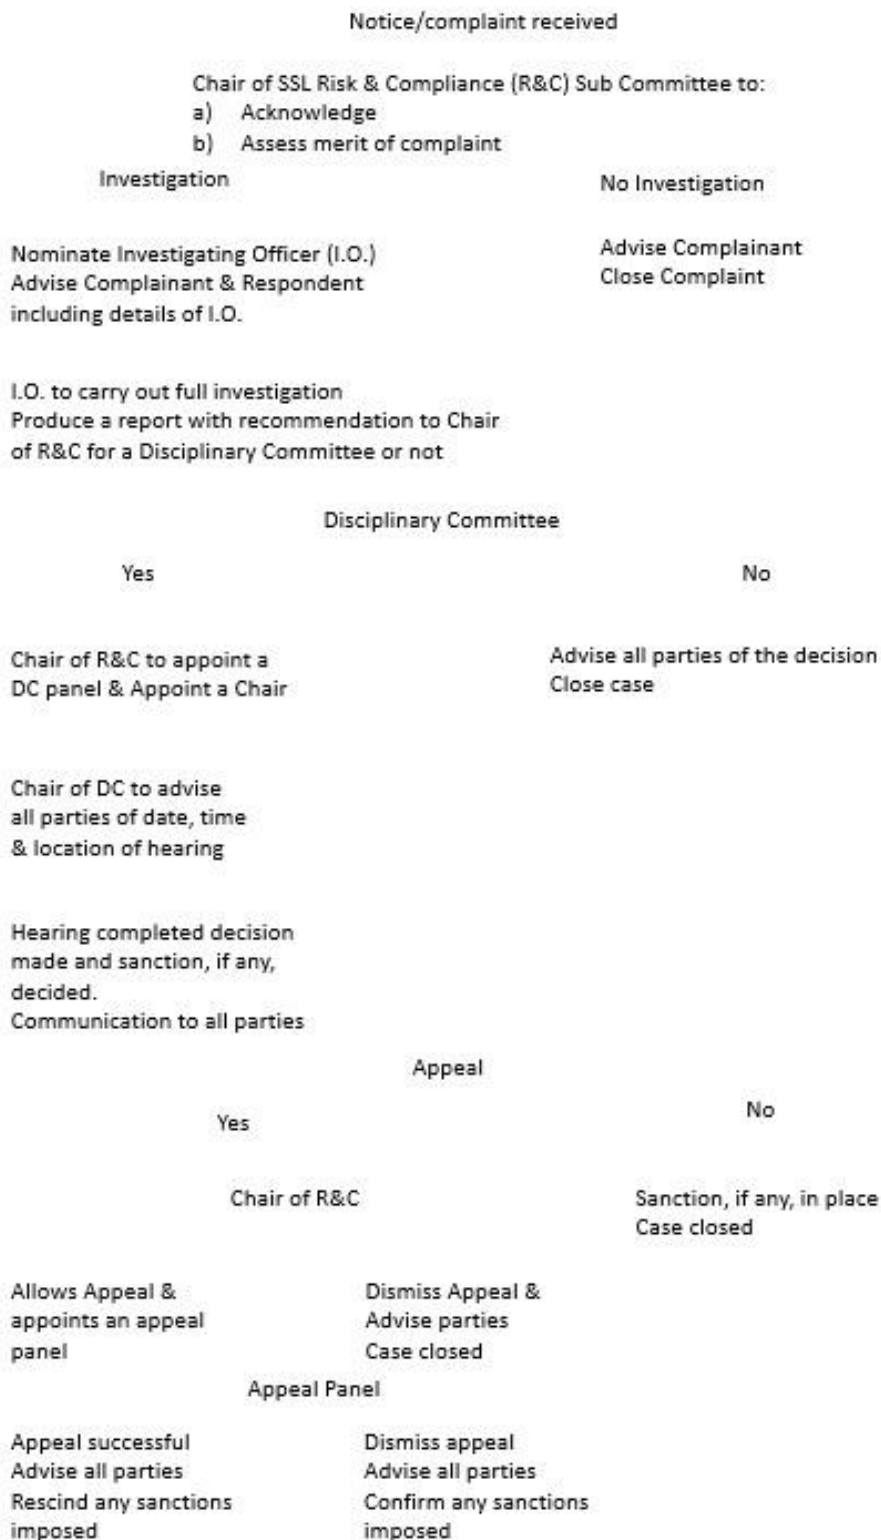 Notice/complaint received
Chair of SSL Risk & Compliance (R&C) Sub Committee to:
a) Acknowledge
b) Assess merit of complaint
Investigation
No Investigation
Nominate Investigating Officer (I.O.)
Advise Complainant & Respondent
including details of I.O.
Advise Complainant
Close Complaint
I.O. to carry out full investigation
Produce a report with recommendation to Chair
of R&C for a Disciplinary Committee or not
Disciplinary Committee
Yes
No
Chair of R&C to appoint a
DC panel & Appoint a Chair
Advise all parties of the decision
Close case
Chair of DC to advise
all parties of date, time
& location of hearing
Hearing completed decision
made and sanction, if any,
decided.
Communication to all parties
Appeal
Yes
No
Chair of R&C
Sanction, if any, in place
Case closed
Allows Appeal &
appoints an appeal
panel
Dismiss Appeal &
Advise parties
Case closed
Appeal Panel
Appeal successful
Advise all parties
Rescind any sanctions
imposed
Dismiss appeal
Advise all parties
Confirm any sanctions
imposed